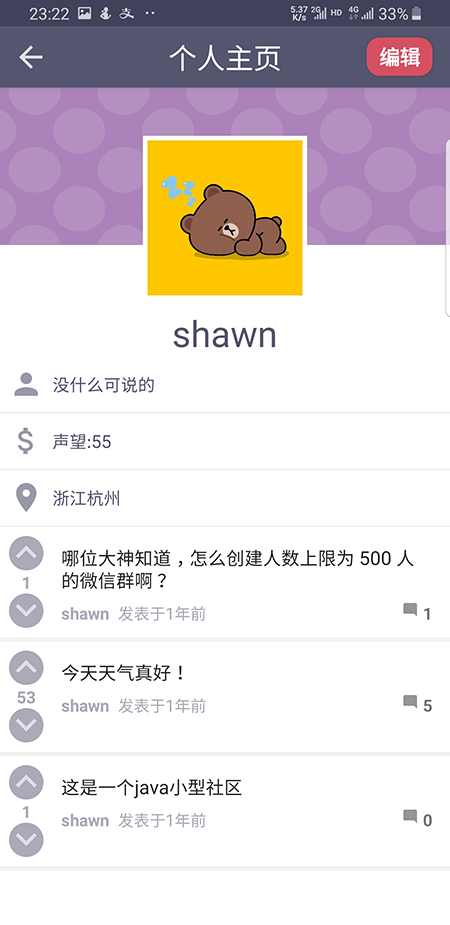 23:22 支 ·· 5.37 K/s 2G HD 4G 33%
个人主页 编辑
shawn
没什么可说的
声望:55
浙江杭州
哪位大神知道，怎么创建人数上限为 500 人
的微信群啊？
1
shawn 发表于1年前 1
今天天气真好！
53
shawn 发表于1年前 5
这是一个java小型社区
1
shawn 发表于1年前 0